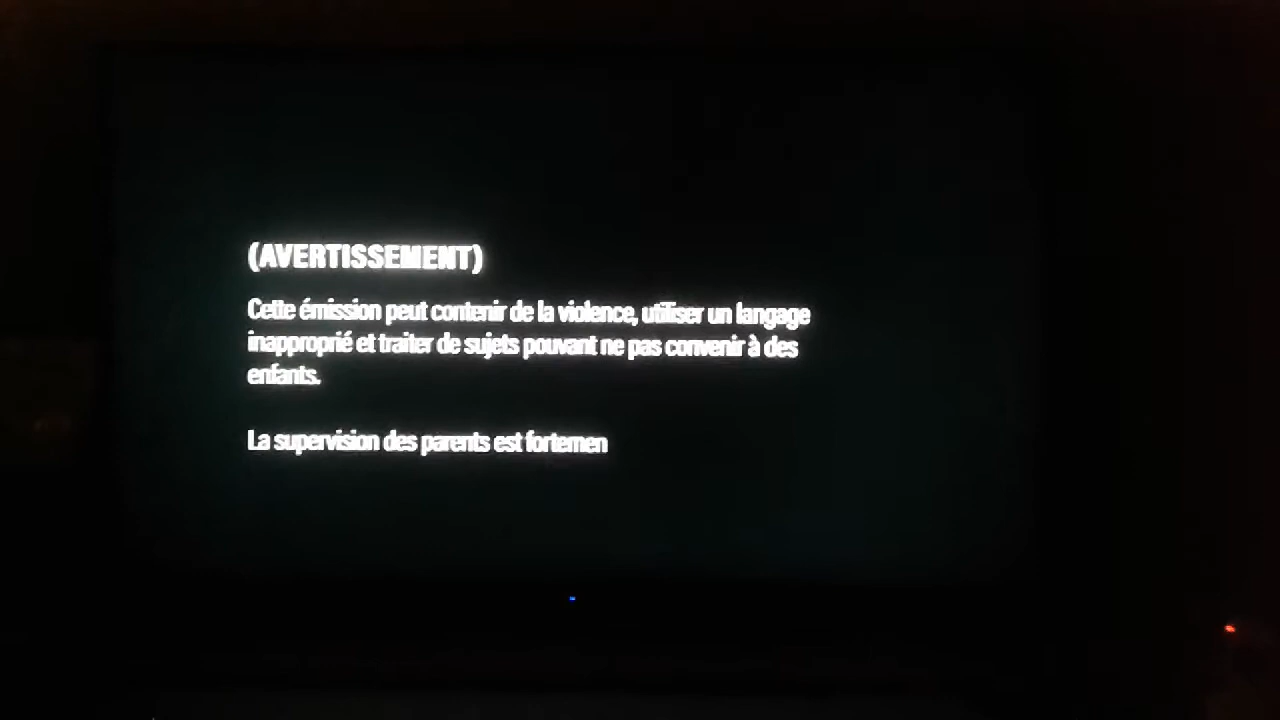 (AVERTISSEMENT)
Cette émission peut contenir de la violence, utiliser un langage
inapproprié et traiter de sujets pouvant ne pas convenir à des
enfants.
La supervision des parents est fortemen